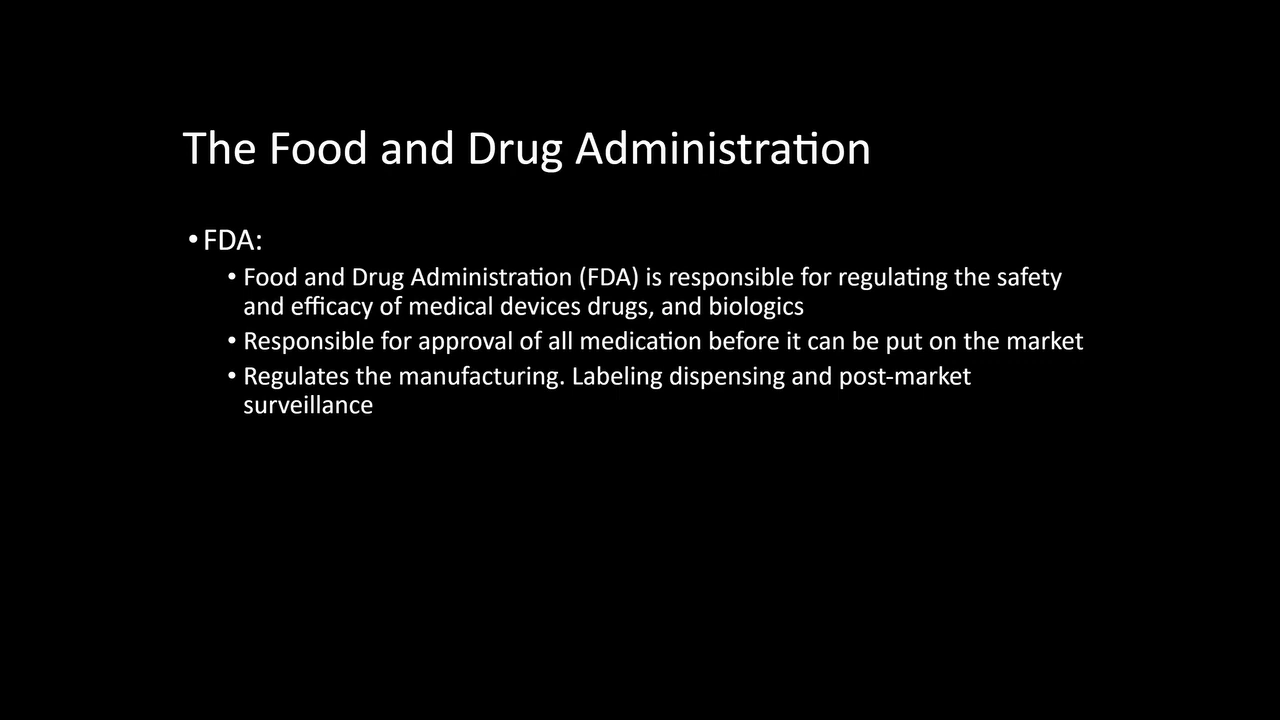 The Food and Drug Administration
•FDA:
• Food and Drug Administration (FDA) is responsible for regulating the safety
and efficacy of medical devices drugs, and biologics
• Responsible for approval of all medication before it can be put on the market
• Regulates the manufacturing. Labeling dispensing and post-market
surveillance